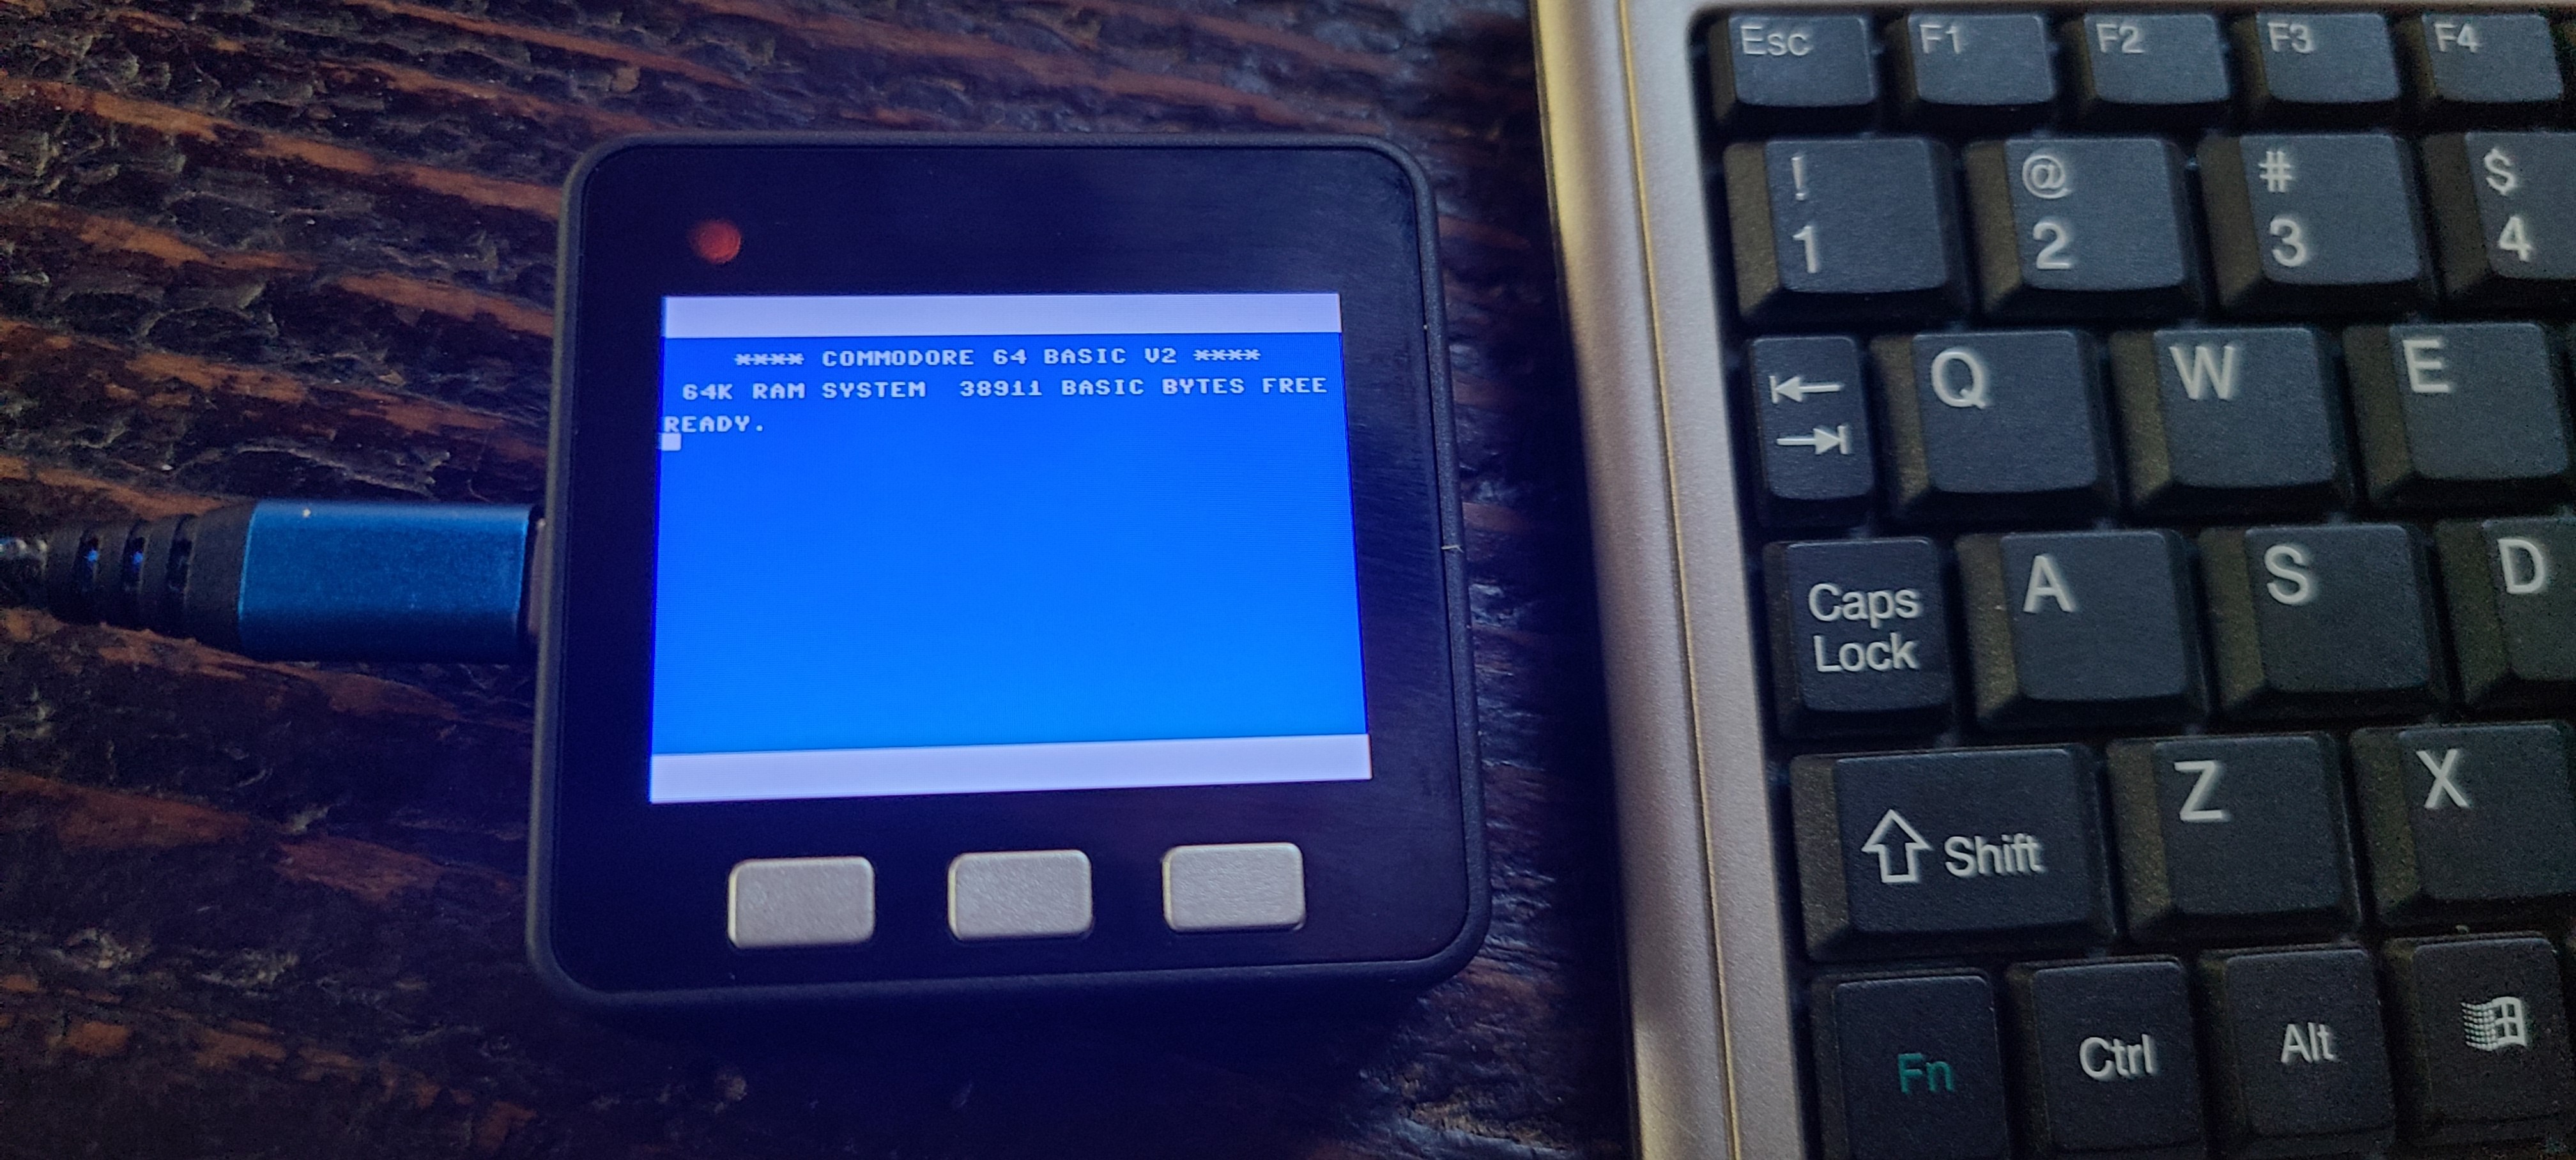 **** COMMODORE 64 BASIC V2 ****
64K RAM SYSTEM  38911 BASIC BYTES FREE
READY.
Esc F1 F2 F3 F4
! @ # $
1 2 3 4
Q W E
Caps A S D
Lock
Shift Z X
Fn Ctrl Alt